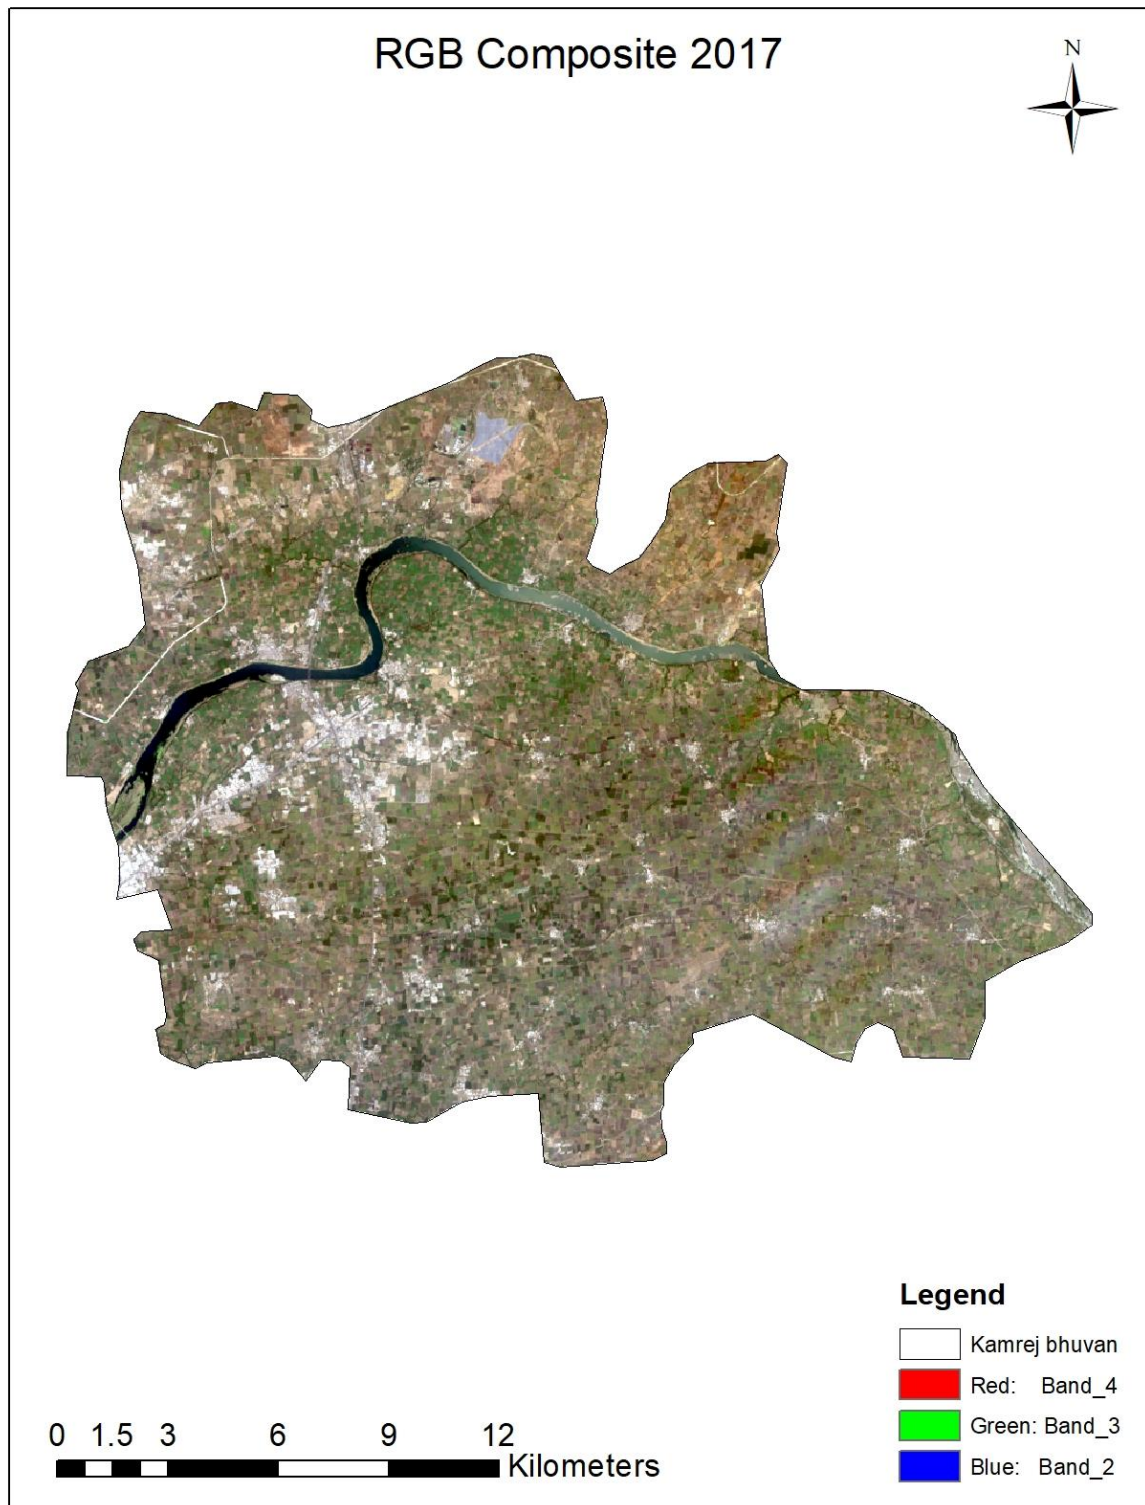 RGB Composite 2017
N
Legend
Kamrej bhuvan
Red: Band_4
Green: Band_3
Blue: Band_2
0 1.5 3 6 9 12
Kilometers